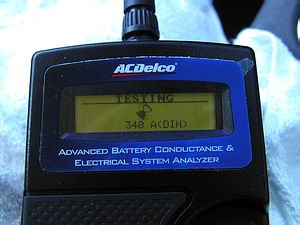 ACDelco
TESTING
340 A(DIN)
ADVANCED BATTERY CONDUCTANCE &
ELECTRICAL SYSTEM ANALYZER